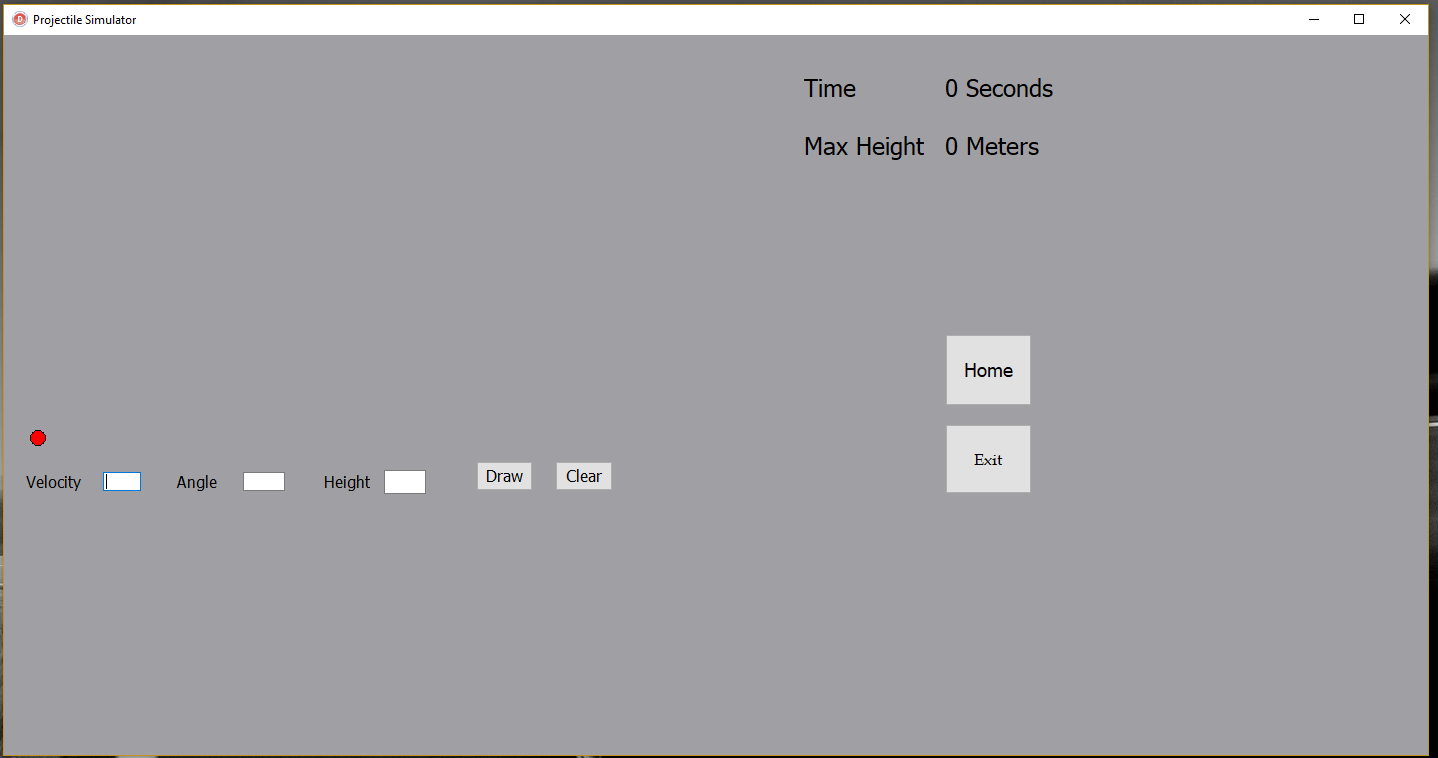 Projectile Simulator
Time 0 Seconds
Max Height 0 Meters
Home
Exit
Velocity Angle Height Draw Clear